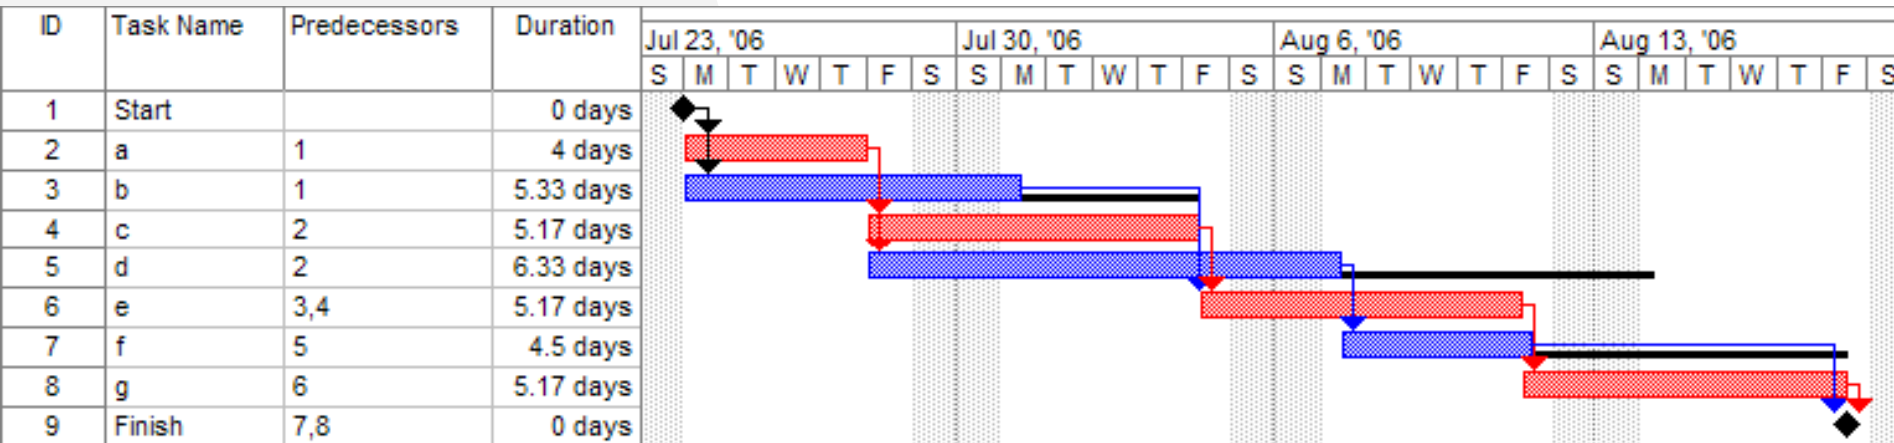 ID Task Name Predecessors Duration
Jul 23, '06 Jul 30, '06 Aug 6, '06 Aug 13, '06
S M T W T F S S M T W T F S S M T W T F S S M T W T F S
1 Start 0 days
2 a 1 4 days
3 b 1 5.33 days
4 c 2 5.17 days
5 d 2 6.33 days
6 e 3,4 5.17 days
7 f 5 4.5 days
8 g 6 5.17 days
9 Finish 7,8 0 days